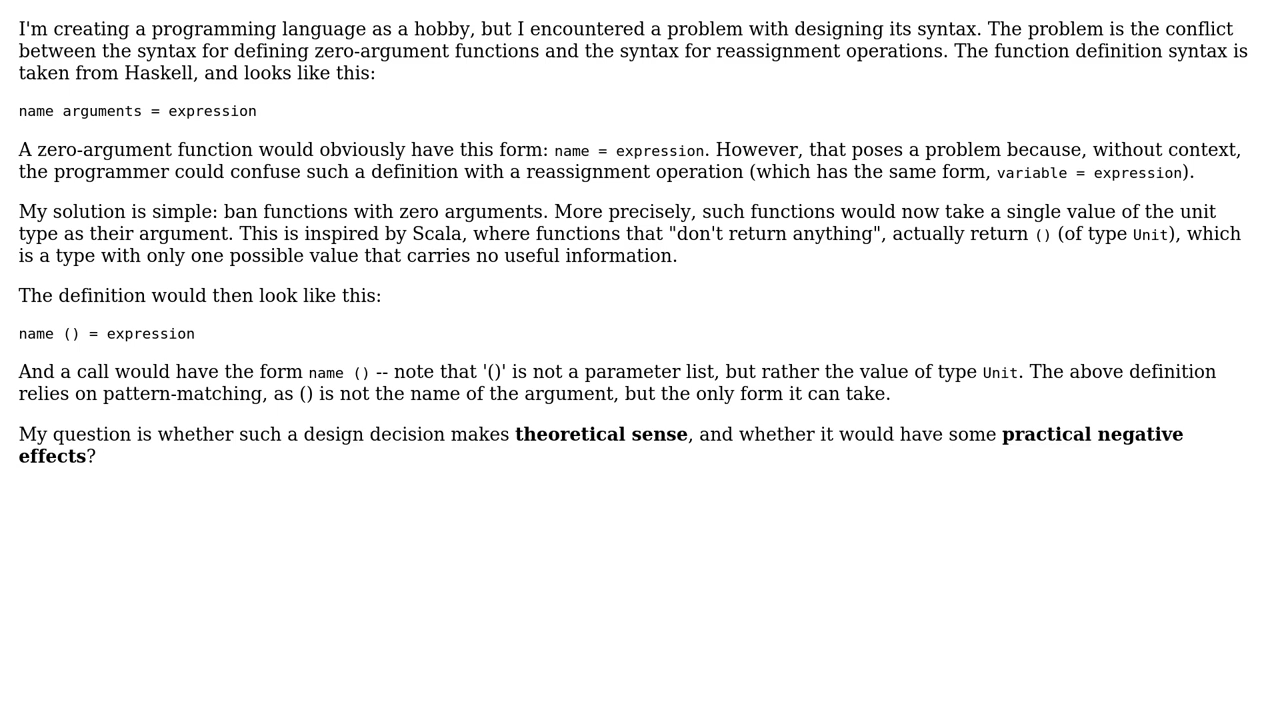 I'm creating a programming language as a hobby, but I encountered a problem with designing its syntax. The problem is the conflict
between the syntax for defining zero-argument functions and the syntax for reassignment operations. The function definition syntax is
taken from Haskell, and looks like this:
name arguments = expression
A zero-argument function would obviously have this form: name = expression. However, that poses a problem because, without context,
the programmer could confuse such a definition with a reassignment operation (which has the same form, variable = expression).
My solution is simple: ban functions with zero arguments. More precisely, such functions would now take a single value of the unit
type as their argument. This is inspired by Scala, where functions that "don't return anything", actually return () (of type Unit), which
is a type with only one possible value that carries no useful information.
The definition would then look like this:
name () = expression
And a call would have the form name () -- note that '()' is not a parameter list, but rather the value of type Unit. The above definition
relies on pattern-matching, as () is not the name of the argument, but the only form it can take.
My question is whether such a design decision makes theoretical sense, and whether it would have some practical negative
effects?